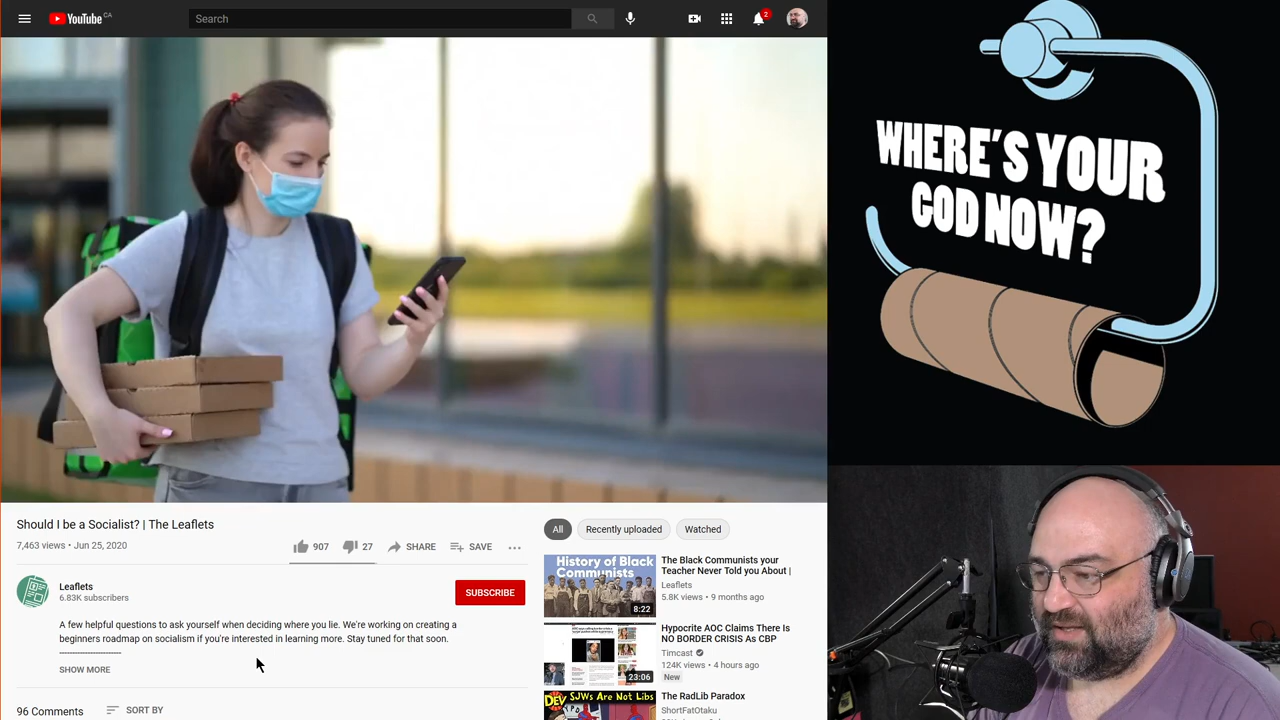 YouTube CA
Search
2
WHERE'S YOUR
GOD NOW?
Should I be a Socialist? | The Leaflets
7,463 views • Jun 25, 2020
907
27
SHARE
SAVE
Leaflets
6.83K subscribers
SUBSCRIBE
A few helpful questions to ask yourself when deciding where you lie. We're working on creating a
beginners roadmap on socialism if you're interested in learning more. Stay tuned for that soon.
SHOW MORE
96 Comments
SORT BY
All
Recently uploaded
Watched
History of Black
Communists
8:22
The Black Communists your
Teacher Never Told you About |
Leaflets
5.8K views • 9 months ago
23:06
Hypocrite AOC Claims There Is
NO BORDER CRISIS As CBP
Timcast
124K views • 4 hours ago
New
SJWs Are Not Libs
The RadLib Paradox
ShortFatOtaku